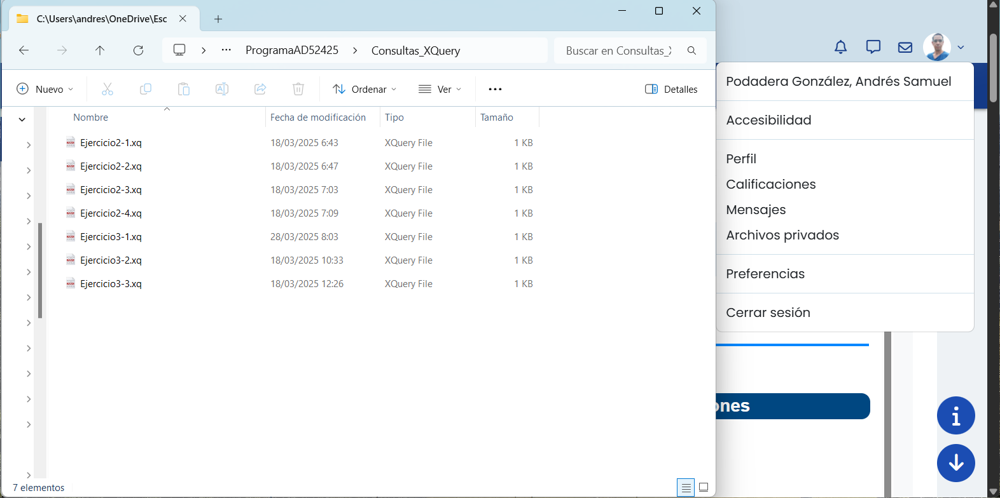 C:\Users\andres\OneDrive\Esc
ProgramaAD52425
Consultas_XQuery
Buscar en Consultas_X
Nuevo
Ordenar
Ver
Detalles
Nombre Fecha de modificación Tipo Tamaño
Ejercicio2-1.xq 18/03/2025 6:43 XQuery File 1 KB
Ejercicio2-2.xq 18/03/2025 6:47 XQuery File 1 KB
Ejercicio2-3.xq 18/03/2025 7:03 XQuery File 1 KB
Ejercicio2-4.xq 18/03/2025 7:09 XQuery File 1 KB
Ejercicio3-1.xq 28/03/2025 8:03 XQuery File 1 KB
Ejercicio3-2.xq 18/03/2025 10:33 XQuery File 1 KB
Ejercicio3-3.xq 18/03/2025 12:26 XQuery File 1 KB
7 elementos
Podadera González, Andrés Samuel
Accesibilidad
Perfil
Calificaciones
Mensajes
Archivos privados
Preferencias
Cerrar sesión
ones